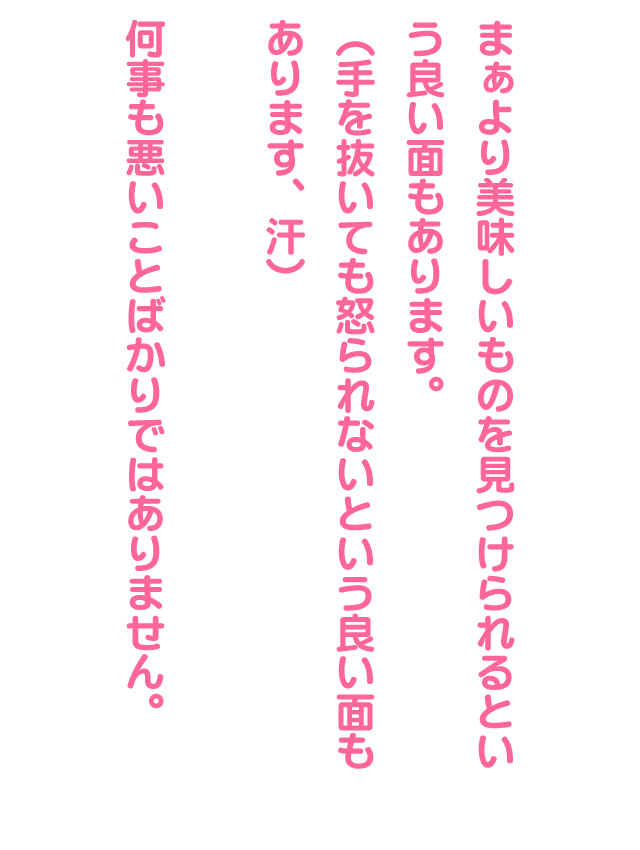 まぁより美味しいものを見つけられるとい
う良い面もあります。
（手を抜いても怒られないという良い面も
あります、汗）
何事も悪いことばかりではありません。